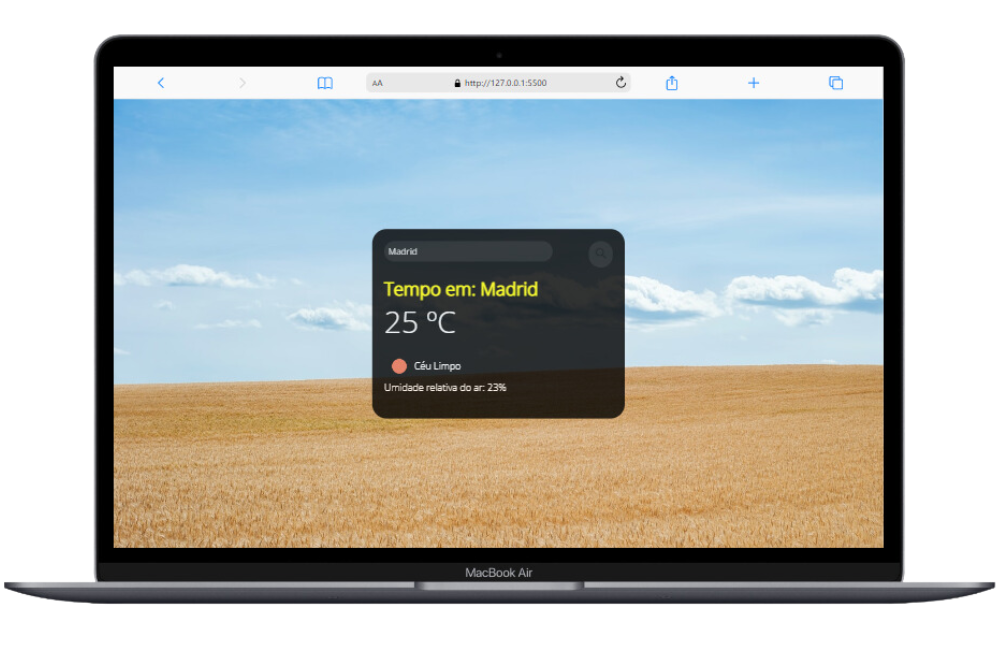 AA
http://127.0.0.1:5500
Madrid
Tempo em: Madrid
25 ºC
Céu Limpo
Umidade relativa do ar: 23%
MacBook Air